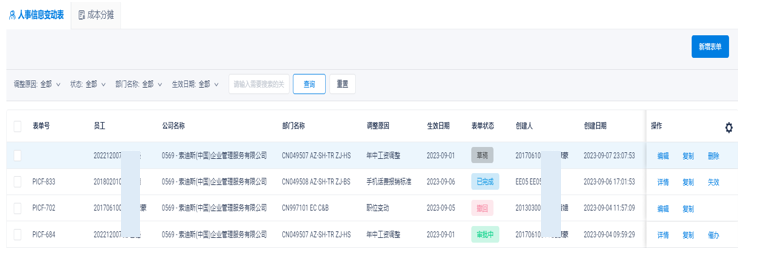 人事信息变动表 成本分摊
新增表单
调整原因: 全部 状态: 全部 部门名称: 全部 生效日期: 全部 请输入需要搜索的关 查询 重置
表单号 员工 公司名称 部门名称 调整原因 生效日期 表单状态 创建人 创建日期 操作
202212007 0569 - 索迪斯(中国)企业管理服务有限公司 CN049507 AZ-SH-TR ZJ-HS 年中工资调整 2023-09-01 草稿 20170610 2023-09-07 23:07:53 编辑 复制 删除
PICF-833 20180201 0569 - 索迪斯(中国)企业管理服务有限公司 CN049508 AZ-SH-TR ZJ-BS 手机话费报销标准 2023-09-06 已完成 EE05 EE05 2023-09-06 17:01:53 详情 复制 失效
PICF-702 20170610 0569 - 索迪斯(中国)企业管理服务有限公司 CN997101 EC C&B 职位变动 2023-09-05 撤回 20130300 2023-09-04 11:57:09 编辑 复制
PICF-684 20221200 0569 - 索迪斯(中国)企业管理服务有限公司 CN049507 AZ-SH-TR ZJ-HS 年中工资调整 2023-09-01 审批中 20170610 2023-09-04 09:59:29 详情 复制 催办